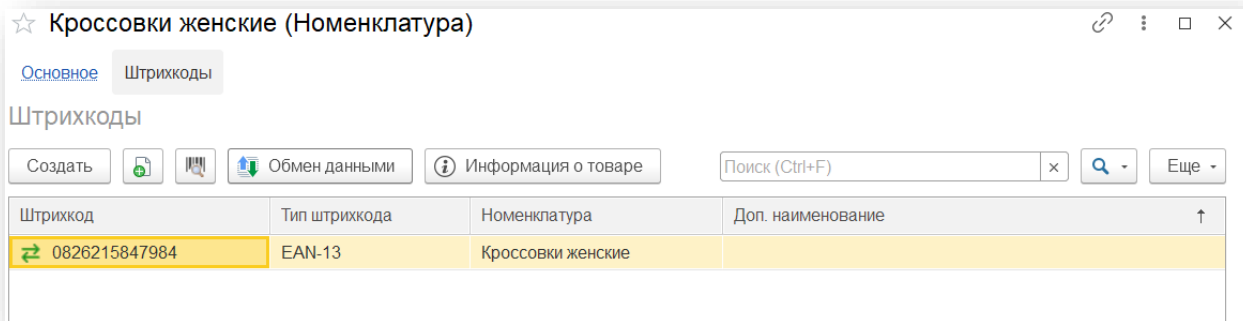 Кроссовки женские (Номенклатура)
Основное Штрихкоды
Штрихкоды
Создать Обмен данными Информация о товаре Поиск (Ctrl+F) Еще
Штрихкод Тип штрихкода Номенклатура Доп. наименование
0826215847984 EAN-13 Кроссовки женские